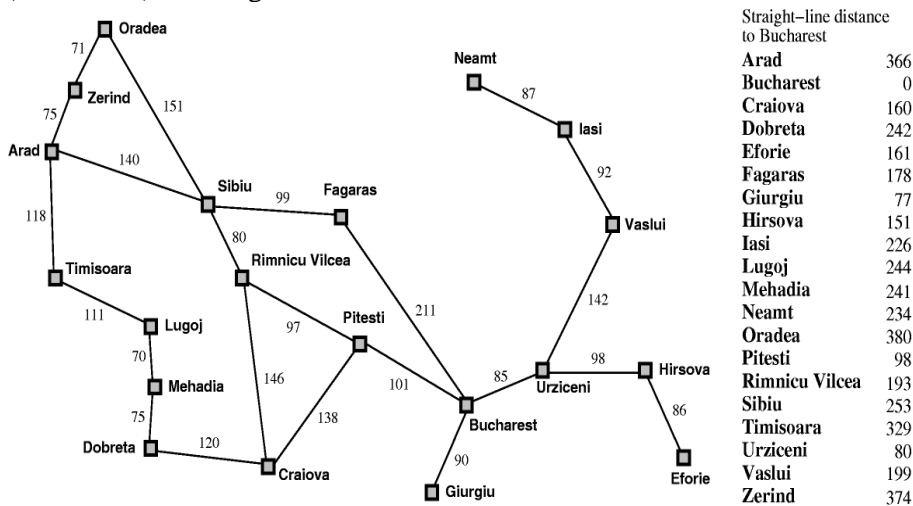 Straight–line distance
to Bucharest
Arad 366
Bucharest 0
Craiova 160
Dobreta 242
Eforie 161
Fagaras 178
Giurgiu 77
Hirsova 151
Iasi 226
Lugoj 244
Mehadia 241
Neamt 234
Oradea 380
Pitesti 98
Rimnicu Vilcea 193
Sibiu 253
Timisoara 329
Urziceni 80
Vaslui 199
Zerind 374
Oradea
71
Neamt
Zerind
87
75
151
Iasi
Arad
140
92
Sibiu
Fagaras
99
118
80
Vaslui
Rimnicu Vilcea
Timisoara
142
111
211
Lugoj
97
Pitesti
70
98
Hirsova
146
101
85
Urziceni
Mehadia
138
86
75
120
Bucharest
Dobreta
90
Craiova
Eforie
Giurgiu